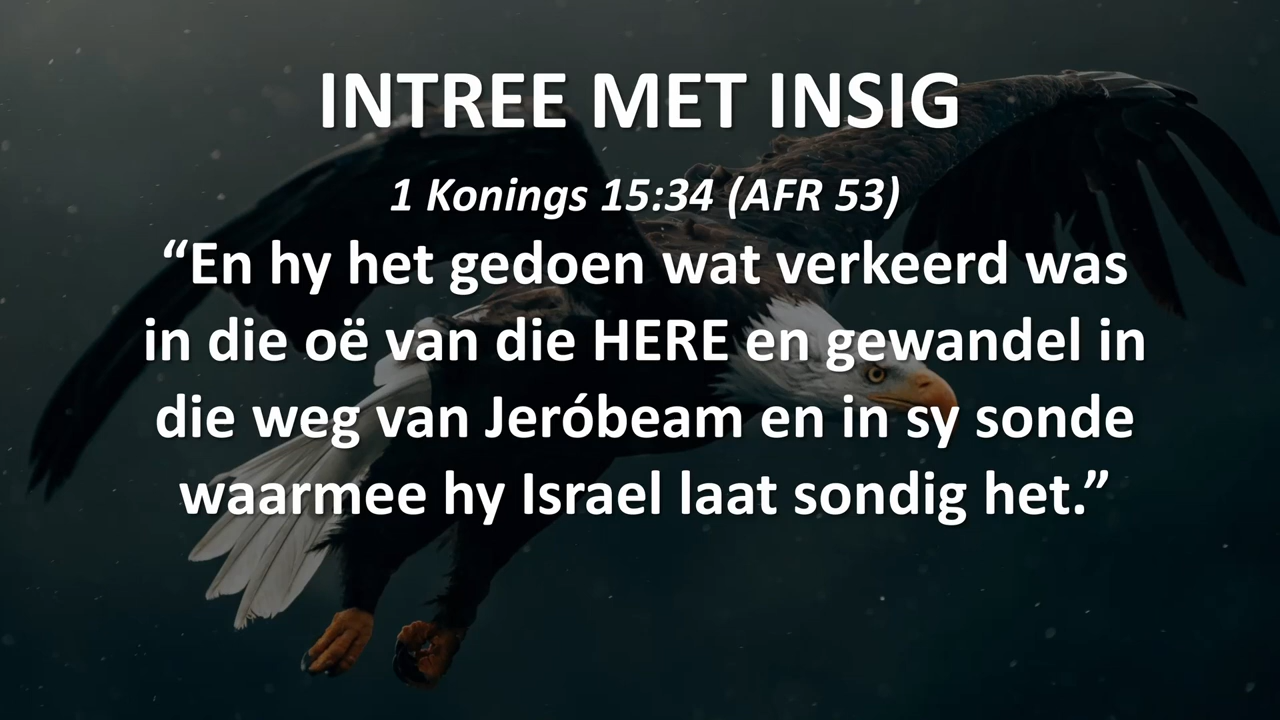 INTREE MET INSIG
1 Konings 15:34 (AFR 53)
“En hy het gedoen wat verkeerd was
in die oë van die HERE en gewandel in
die weg van Jeróbeam en in sy sonde
waarmee hy Israel laat sondig het.”